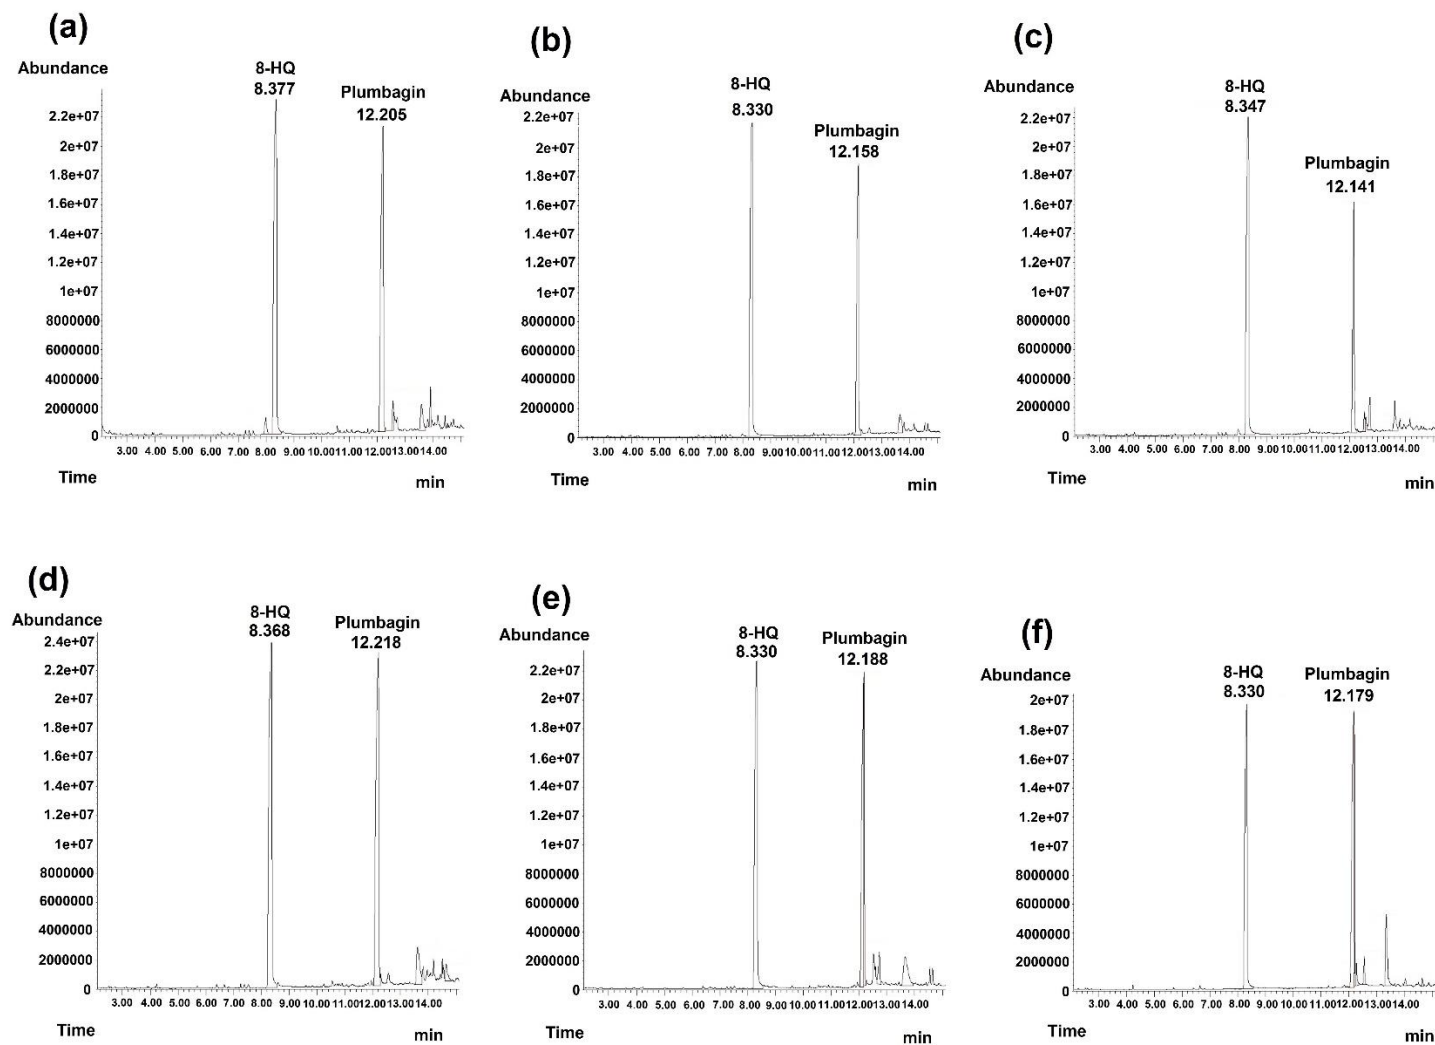 (a)
Abundance
8-HQ
8.377
Plumbagin
12.205
2.2e+07
2e+07
1.8e+07
1.6e+07
1.4e+07
1.2e+07
1e+07
8000000
6000000
4000000
2000000
0
3.00 4.00 5.00 6.00 7.00 8.00 9.00 10.00 11.00 12.00 13.00 14.00
Time
min
(b)
Abundance
8-HQ
8.330
Plumbagin
12.158
2.2e+07
2e+07
1.8e+07
1.6e+07
1.4e+07
1.2e+07
1e+07
8000000
6000000
4000000
2000000
0
3.00 4.00 5.00 6.00 7.00 8.00 9.00 10.00 11.00 12.00 13.00 14.00
Time
min
(c)
Abundance
8-HQ
8.347
Plumbagin
12.141
2.2e+07
2e+07
1.8e+07
1.6e+07
1.4e+07
1.2e+07
1e+07
8000000
6000000
4000000
2000000
0
3.00 4.00 5.00 6.00 7.00 8.00 9.00 10.00 11.00 12.00 13.00 14.00
Time
min
(d)
Abundance
8-HQ
8.368
Plumbagin
12.218
2.4e+07
2.2e+07
2e+07
1.8e+07
1.6e+07
1.4e+07
1.2e+07
1e+07
8000000
6000000
4000000
2000000
0
3.00 4.00 5.00 6.00 7.00 8.00 9.00 10.00 11.00 12.00 13.00 14.00
Time
min
(e)
Abundance
8-HQ
8.330
Plumbagin
12.188
2.2e+07
2e+07
1.8e+07
1.6e+07
1.4e+07
1.2e+07
1e+07
8000000
6000000
4000000
2000000
0
3.00 4.00 5.00 6.00 7.00 8.00 9.00 10.00 11.00 12.00 13.00 14.00
Time
min
(f)
Abundance
8-HQ
8.330
Plumbagin
12.179
2e+07
1.8e+07
1.6e+07
1.4e+07
1.2e+07
1e+07
8000000
6000000
4000000
2000000
0
3.00 4.00 5.00 6.00 7.00 8.00 9.00 10.00 11.00 12.00 13.00 14.00
Time
min